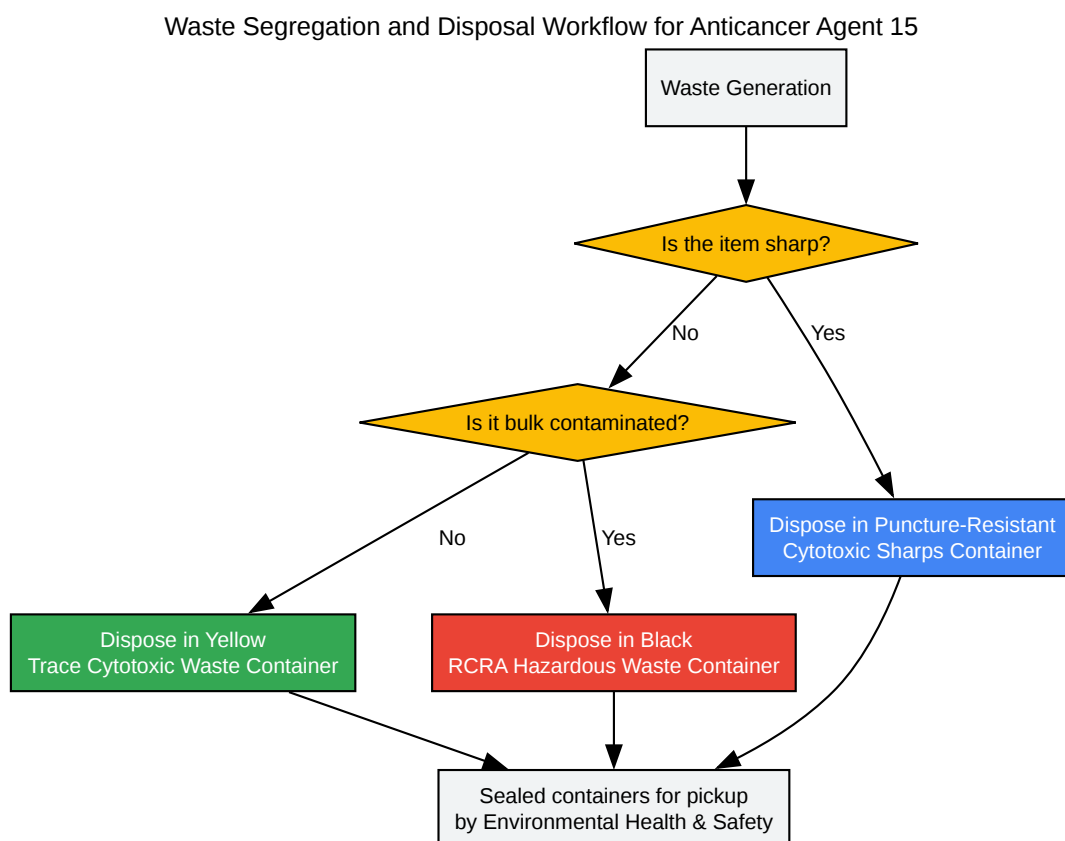 Waste Segregation and Disposal Workflow for Anticancer Agent 15
Waste Generation
Is the item sharp?
No
Yes
Is it bulk contaminated?
Dispose in Puncture-Resistant
Cytotoxic Sharps Container
No
Yes
Dispose in Yellow
Trace Cytotoxic Waste Container
Dispose in Black
RCRA Hazardous Waste Container
Sealed containers for pickup
by Environmental Health & Safety